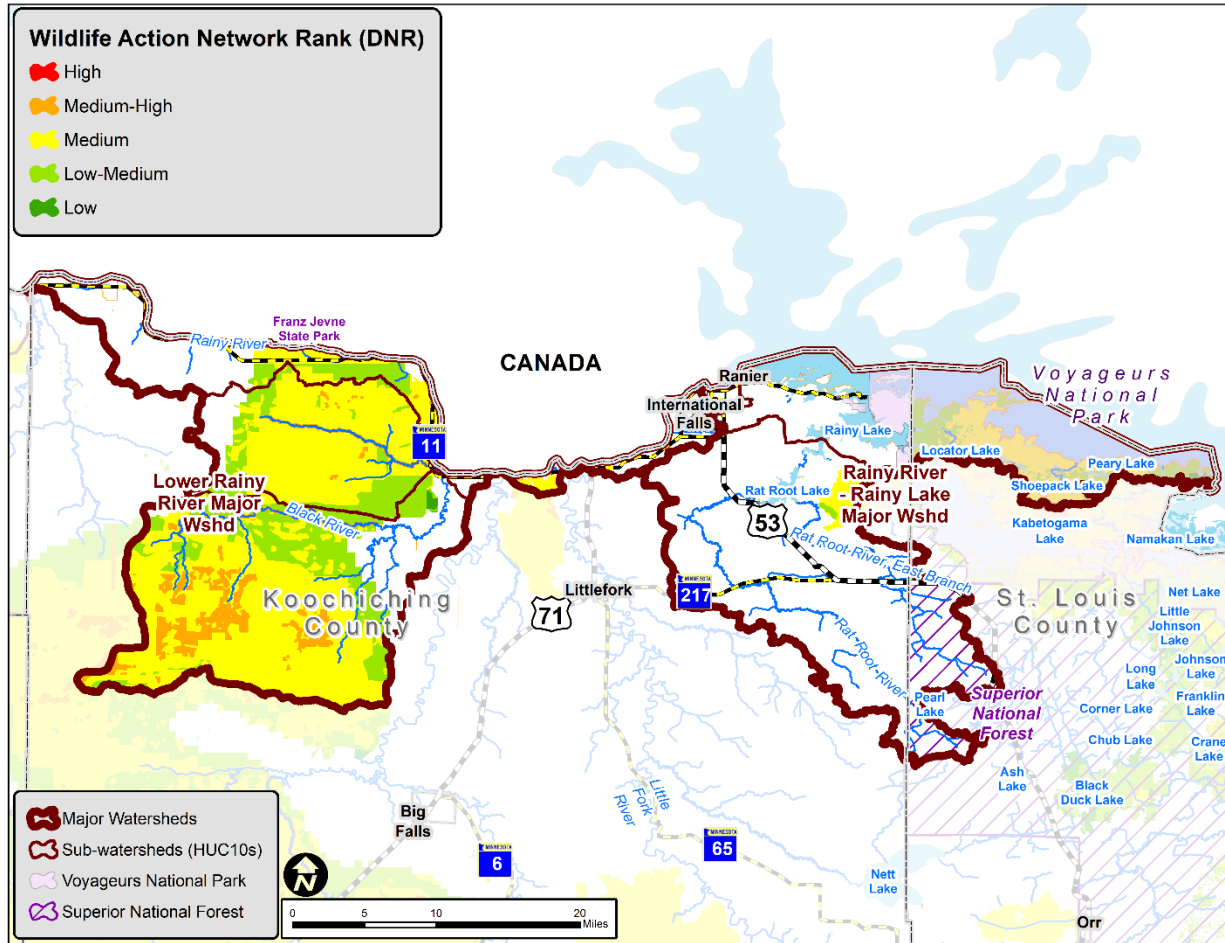 Wildlife Action Network Rank (DNR)
High
Medium-High
Medium
Low-Medium
Low
CANADA
Franz Jevne
State Park
Rainy River
MINNESOTA
11
Ranier
International
Falls
Rainy Lake
Voyageurs
National
Park
Locator Lake
Peary Lake
Shoepack Lake
Kabetogama
Lake
Namakan Lake
Lower Rainy
River Major
Wshd
Black River
Koochiching
County
Rainy River
- Rainy Lake
Major Wshd
Rat Root Lake
53
Rat Root River, East Branch
Littlefork
71
MINNESOTA
217
Rat Root River
Pearl
Lake
Superior
National
Forest
St. Louis
County
Net Lake
Little
Johnson
Lake
Long
Lake
Johnson
Lake
Franklin
Lake
Corner Lake
Chub Lake
Crane
Lake
Ash
Lake
Black
Duck Lake
Big
Falls
MINNESOTA
6
Little
Fork
River
MINNESOTA
65
Nett
Lake
Orr
Major Watersheds
Sub-watersheds (HUC10s)
Voyageurs National Park
Superior National Forest
0 5 10 20
Miles